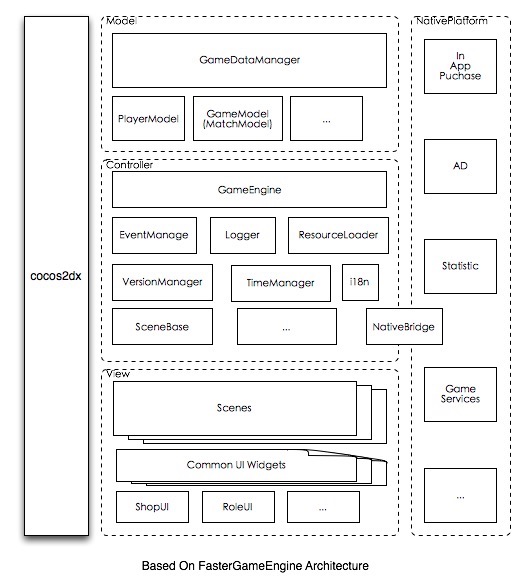 Model
GameDataManager
PlayerModel
GameModel
(MatchModel)
...
Controller
GameEngine
EventManage
Logger
ResourceLoader
VersionManager
TimeManager
i18n
SceneBase
...
NativeBridge
View
Scenes
Common UI Widgets
ShopUI
RoleUI
...
cocos2dx
NativePlatform
In
App
Puchase
AD
Statistic
Game
Services
...
Based On FasterGameEngine Architecture